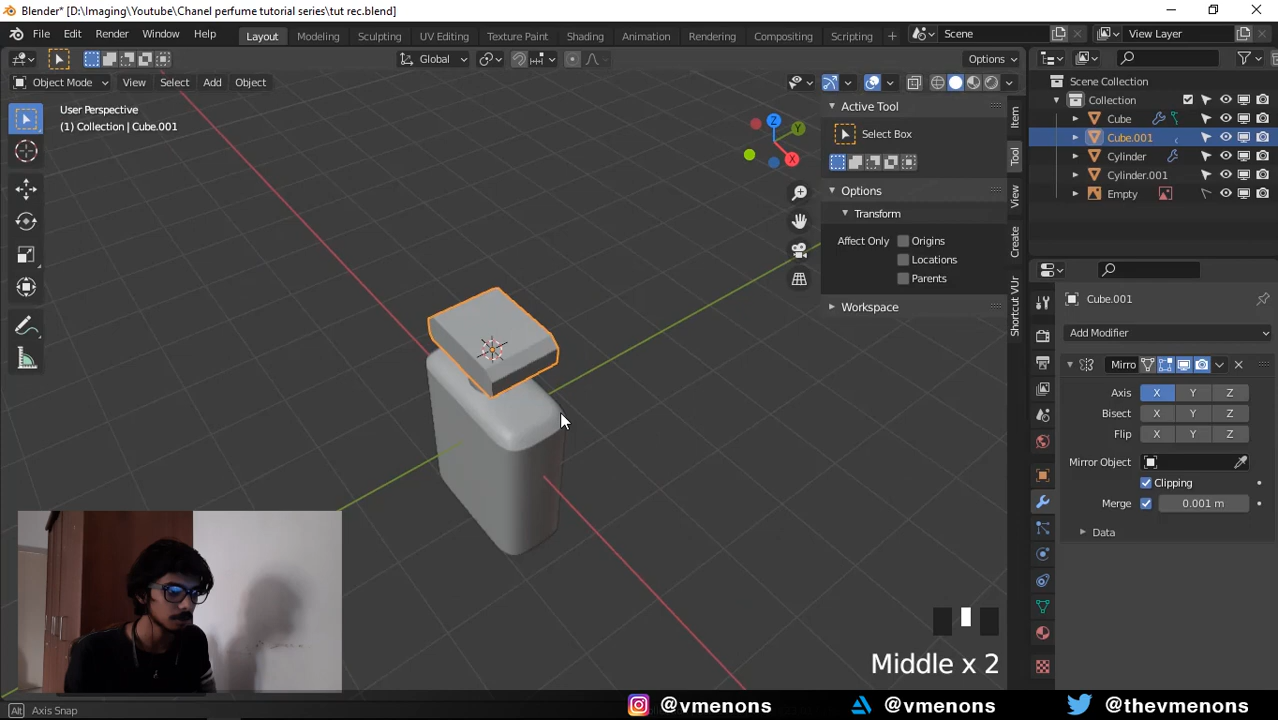 Blender* [D:\Imaging\Youtube\Chanel perfume tutorial series\tut rec.blend]
File Edit Render Window Help Layout Modeling Sculpting UV Editing Texture Paint Shading Animation Rendering Compositing Scripting Scene View Layer
Global Options
Object Mode View Select Add Object
User Perspective
(1) Collection | Cube.001
Active Tool
Select Box
Options
Transform
Affect Only Origins
Locations
Parents
Workspace
Item
Tool
View
Create
Shortcut VUr
Scene Collection
Collection
Cube
Cube.001
Cylinder
Cylinder.001
Empty
Cube.001
Add Modifier
Mirro
Axis X Y Z
Bisect X Y Z
Flip X Y Z
Mirror Object
Clipping
Merge 0.001 m
Data
X
Y
Z
Middle x 2
Alt Axis Snap
@vmenons @vmenons @thevmenons